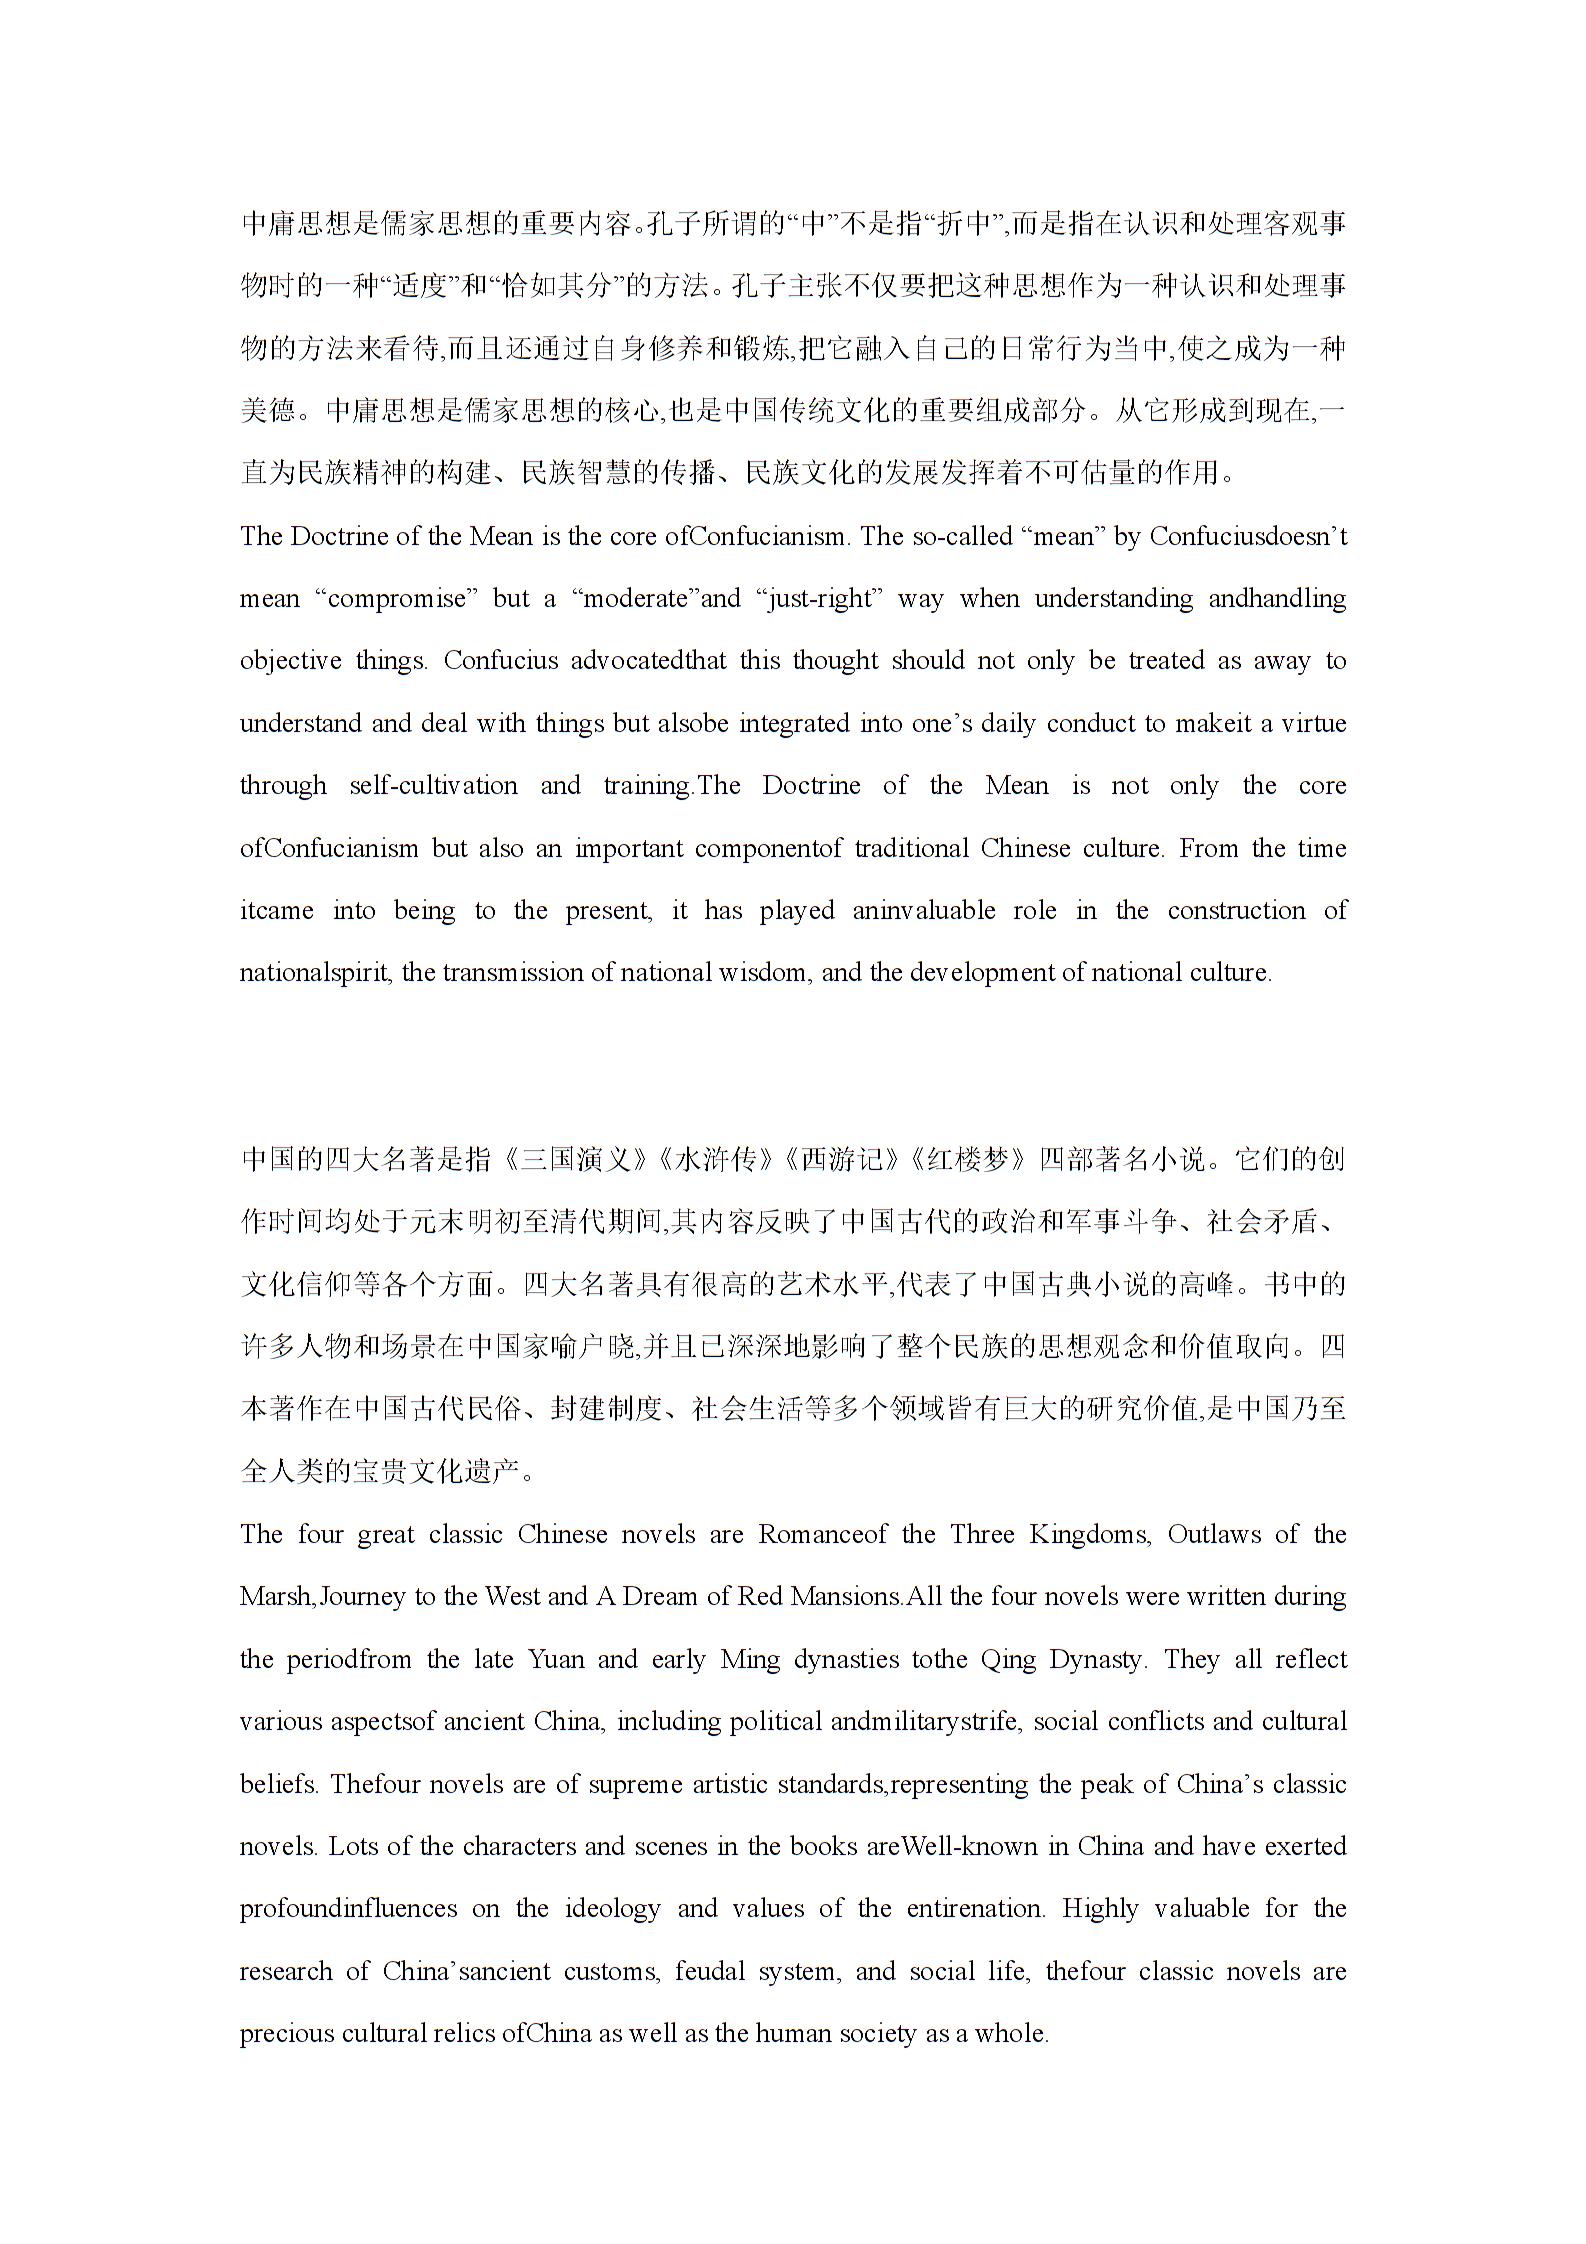 中庸思想是儒家思想的重要内容。孔子所谓的“中”不是指“折中”,而是指在认识和处理客观事
物时的一种“适度”和“恰如其分”的方法。孔子主张不仅要把这种思想作为一种认识和处理事
物的方法来看待,而且还通过自身修养和锻炼,把它融入自己的日常行为当中,使之成为一种
美德。中庸思想是儒家思想的核心,也是中国传统文化的重要组成部分。从它形成到现在,一
直为民族精神的构建、民族智慧的传播、民族文化的发展发挥着不可估量的作用。
The Doctrine of the Mean is the core ofConfucianism. The so-called “mean” by Confuciusdoesn’t
mean “compromise” but a “moderate”and “just-right” way when understanding andhandling
objective things. Confucius advocatedthat this thought should not only be treated as away to
understand and deal with things but alsobe integrated into one’s daily conduct to makeit a virtue
through self-cultivation and training.The Doctrine of the Mean is not only the core
ofConfucianism but also an important componentof traditional Chinese culture. From the time
itcame into being to the present, it has played aninvaluable role in the construction of
nationalspirit, the transmission of national wisdom, and the development of national culture.
中国的四大名著是指《三国演义》《水浒传》《西游记》《红楼梦》四部著名小说。它们的创
作时间均处于元末明初至清代期间,其内容反映了中国古代的政治和军事斗争、社会矛盾、
文化信仰等各个方面。四大名著具有很高的艺术水平,代表了中国古典小说的高峰。书中的
许多人物和场景在中国家喻户晓,并且已深深地影响了整个民族的思想观念和价值取向。四
本著作在中国古代民俗、封建制度、社会生活等多个领域皆有巨大的研究价值,是中国乃至
全人类的宝贵文化遗产。
The four great classic Chinese novels are Romanceof the Three Kingdoms, Outlaws of the
Marsh,Journey to the West and A Dream of Red Mansions.All the four novels were written during
the periodfrom the late Yuan and early Ming dynasties tothe Qing Dynasty. They all reflect
various aspectsof ancient China, including political andmilitarystrife, social conflicts and cultural
beliefs. Thefour novels are of supreme artistic standards,representing the peak of China’s classic
novels. Lots of the characters and scenes in the books areWell-known in China and have exerted
profoundinfluences on the ideology and values of the entirenation. Highly valuable for the
research of China’sancient customs, feudal system, and social life, thefour classic novels are
precious cultural relics ofChina as well as the human society as a whole.